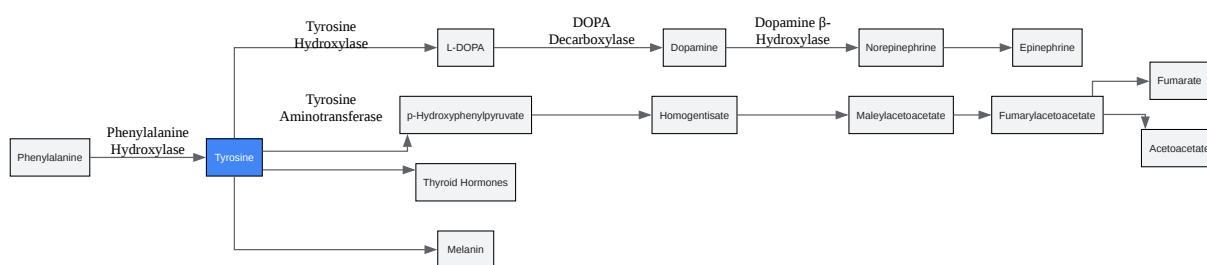 Tyrosine
Hydroxylase
L-DOPA
DOPA
Decarboxylase
Dopamine
Dopamine β-
Hydroxylase
Norepinephrine
Epinephrine
Fumarate
Tyrosine
Aminotransferase
p-Hydroxyphenylpyruvate
Homogentisate
Maleylacetoacetate
Fumarylacetoacetate
Acetoacetate
Phenylalanine
Phenylalanine
Hydroxylase
Tyrosine
Thyroid Hormones
Melanin